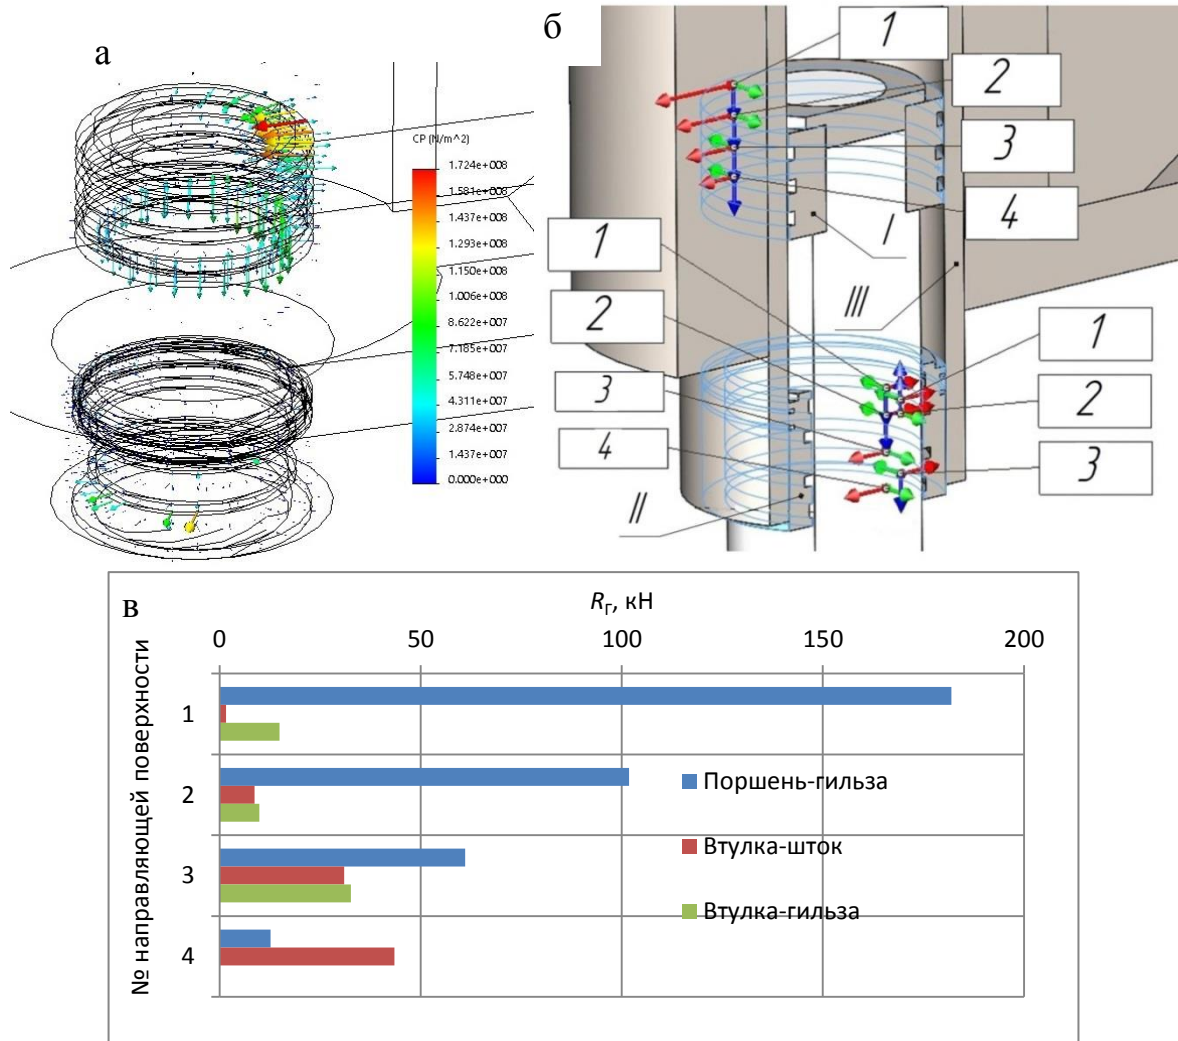 а
CP (N/m^2)
1.724e+008
1.581e+008
1.437e+008
1.293e+008
1.150e+008
1.006e+008
8.622e+007
7.185e+007
5.748e+007
4.311e+007
2.874e+007
1.437e+007
0.000e+000
б
1
2
3
4
I
III
1
2
3
4
II
1
2
3
в
Rг, кН
0 50 100 150 200
№ направляющей поверхности
1
2
3
4
Поршень-гильза
Втулка-шток
Втулка-гильза